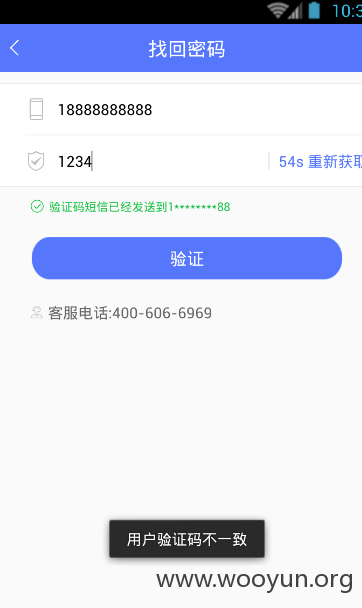 10:3
找回密码
18888888888
1234
54s 重新获取
验证码短信已经发送到1********88
验证
客服电话:400-606-6969
用户验证码不一致
www.wooyun.org